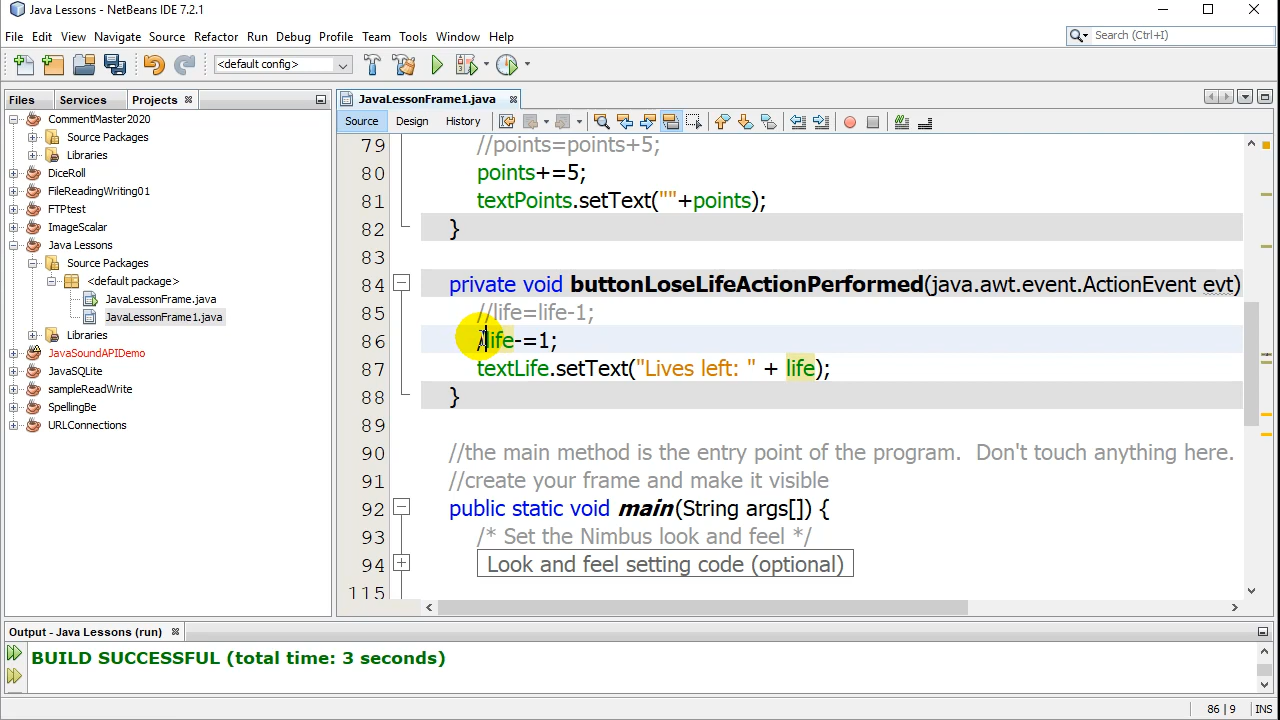 Java Lessons - NetBeans IDE 7.2.1
File Edit View Navigate Source Refactor Run Debug Profile Team Tools Window Help
Search (Ctrl+I)
<default config>
Files Services Projects
JavaLessonFrame1.java
Source Design History
CommentMaster2020
Source Packages
Libraries
DiceRoll
FileReadingWriting01
FTPtest
ImageScalar
Java Lessons
Source Packages
<default package>
JavaLessonFrame.java
JavaLessonFrame1.java
Libraries
JavaSoundAPIDemo
JavaSQLite
sampleReadWrite
SpellingBe
URLConnections
79 //points=points+5;
80 points+=5;
81 textPoints.setText(""+points);
82 }
83
84 private void buttonLoseLifeActionPerformed(java.awt.event.ActionEvent evt)
85 //life=life-1;
86 /life-=1;
87 textLife.setText("Lives left: " + life);
88 }
89
90 //the main method is the entry point of the program.  Don't touch anything here.
91 //create your frame and make it visible
92 public static void main(String args[]) {
93 /* Set the Nimbus look and feel */
94 Look and feel setting code (optional)
115
Output - Java Lessons (run)
BUILD SUCCESSFUL (total time: 3 seconds)
86 | 9 INS